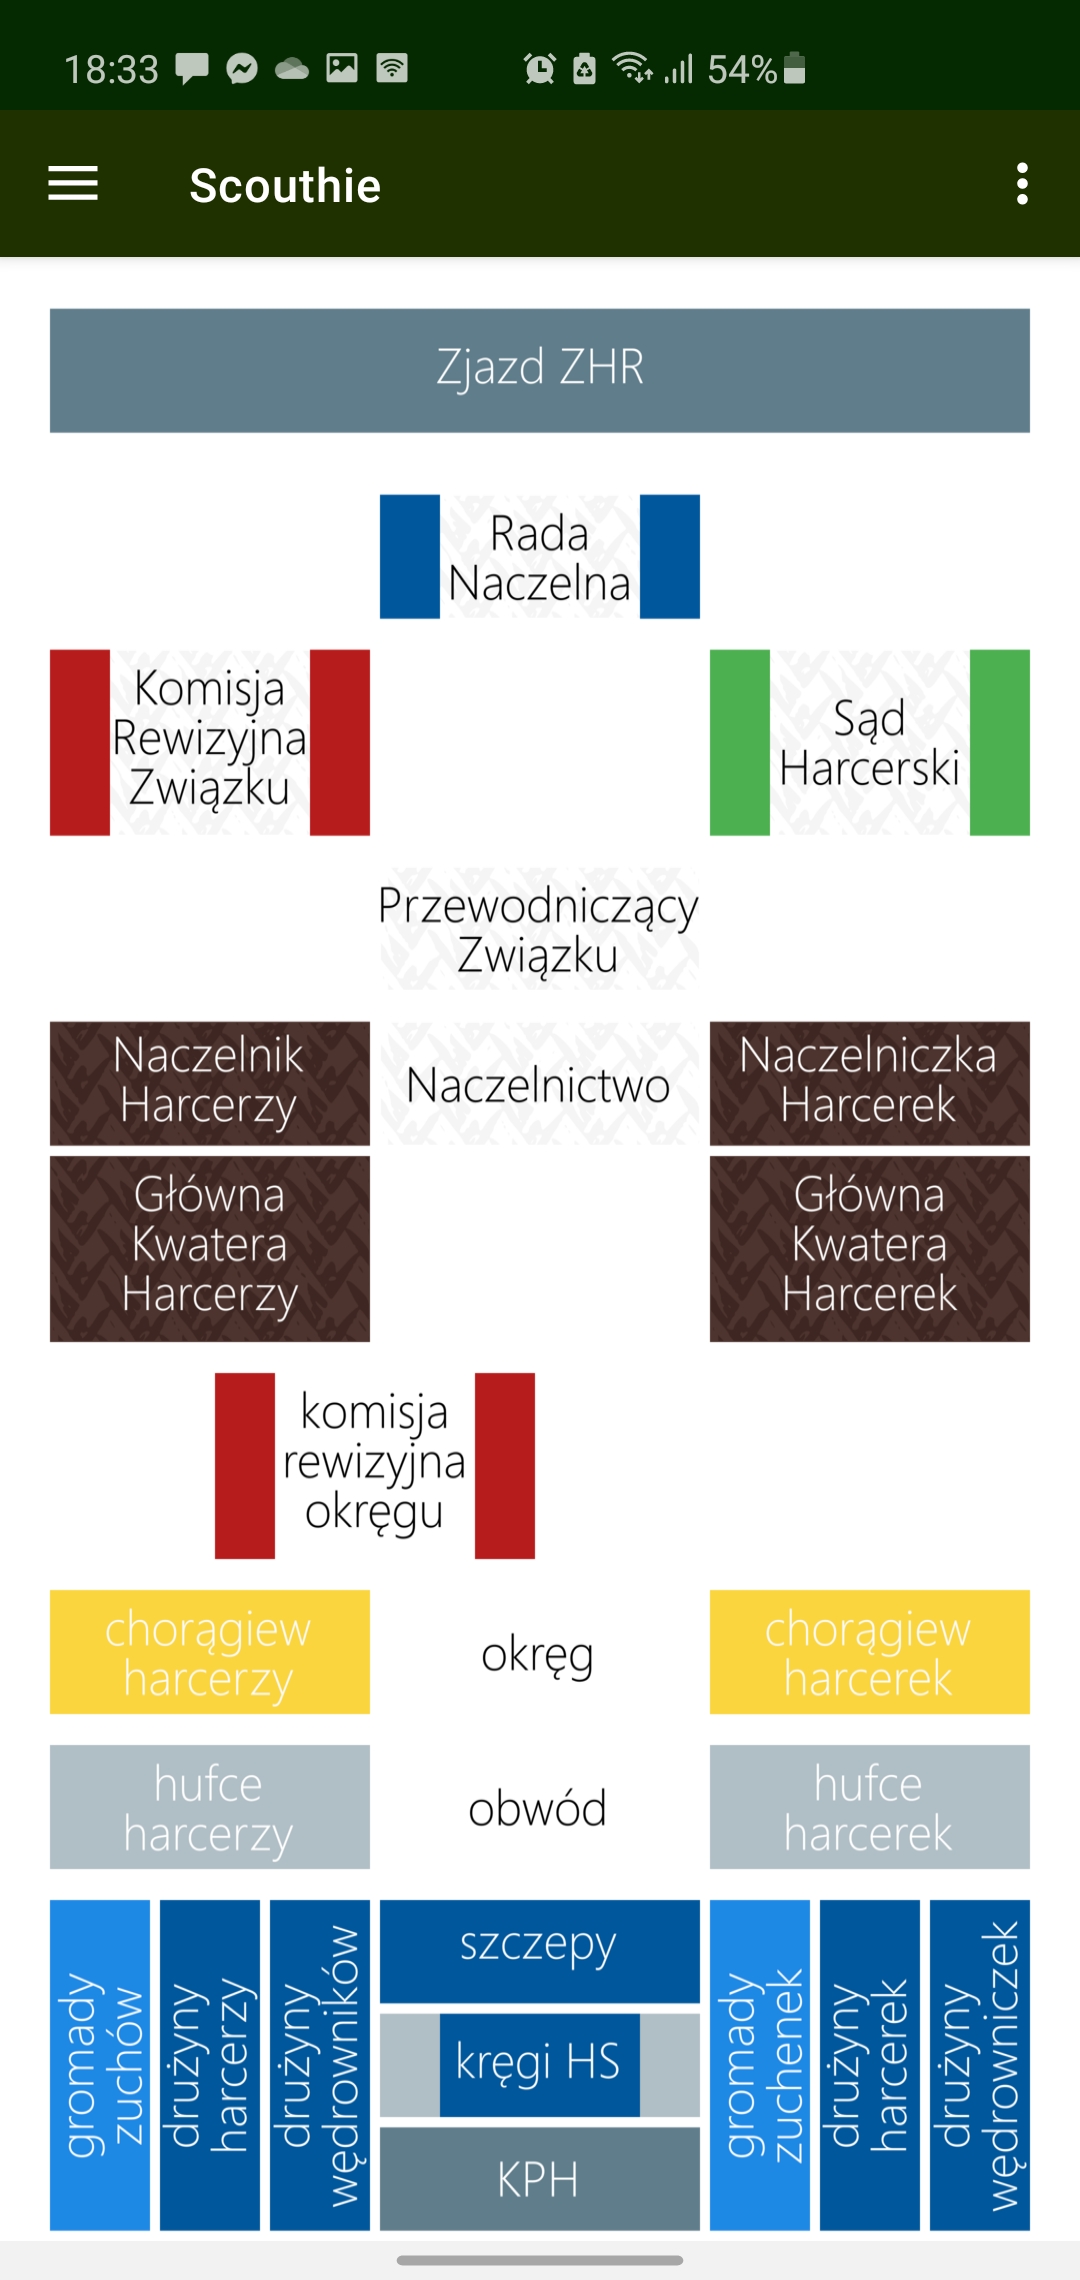 18:33
54%
Scouthie
Zjazd ZHR
Rada
Naczelna
Komisja
Rewizyjna
Związku
Sąd
Harcerski
Przewodniczący
Związku
Naczelnik
Harcerzy
Naczelnictwo
Naczelniczka
Harcerek
Główna
Kwatera
Harcerzy
Główna
Kwatera
Harcerek
komisja
rewizyjna
okręgu
chorągiew
harcerzy
okręg
chorągiew
harcerek
hufce
harcerzy
obwód
hufce
harcerek
gromady
zuchów
drużyny
harcerzy
drużyny
wędrowników
szczepy
kręgi HS
KPH
gromady
zuchenek
drużyny
harcerek
drużyny
wędrowniczek